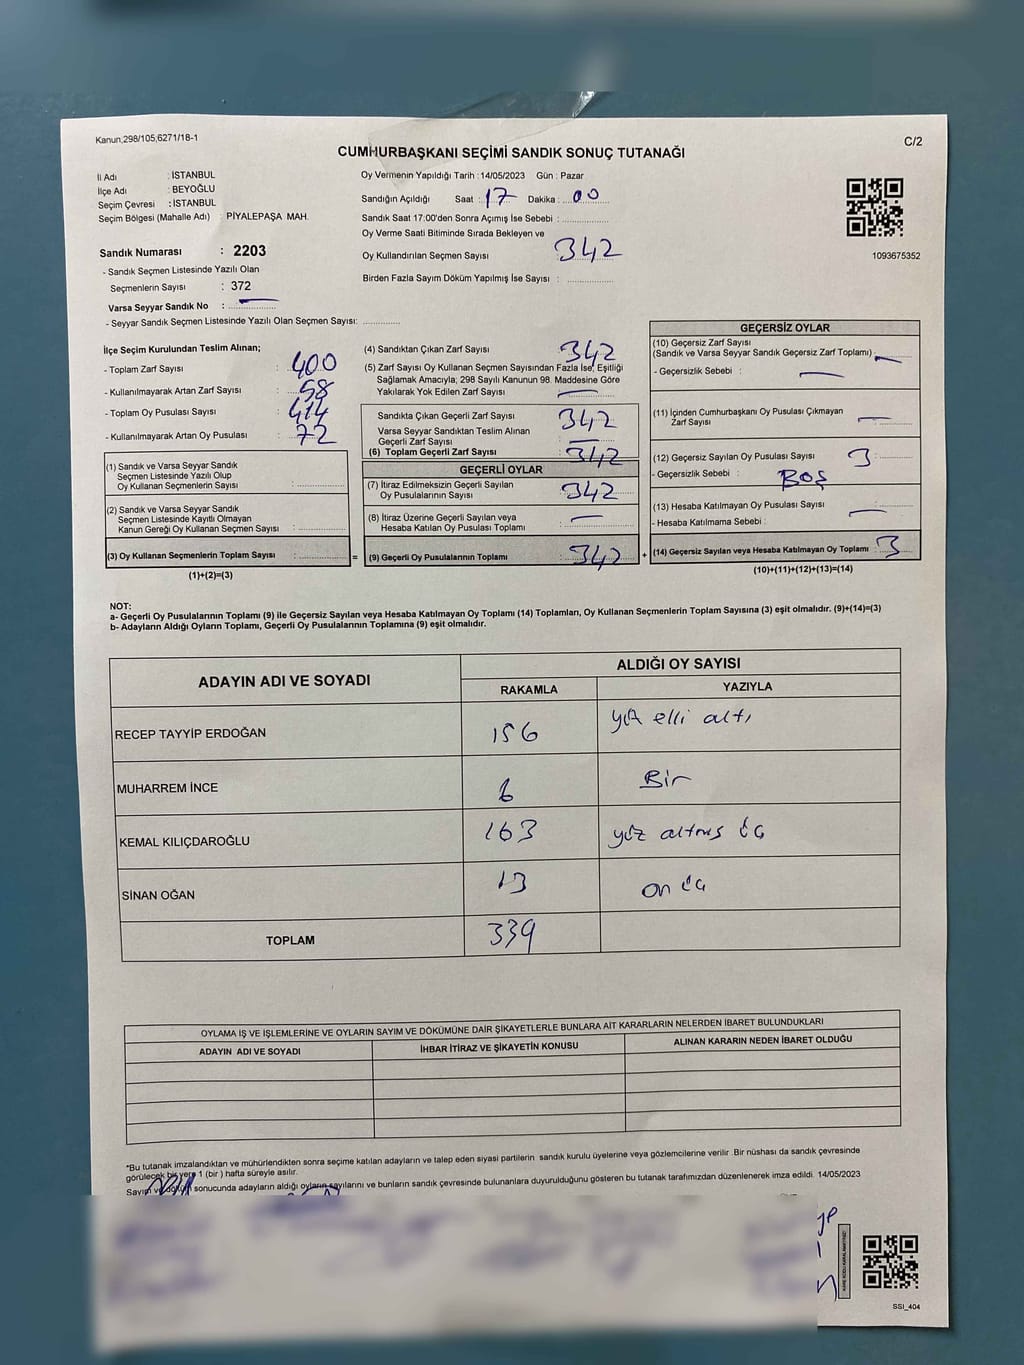 Kanun,298/105,6271/18-1
C/2
CUMHURBAŞKANI SEÇİMİ SANDIK SONUÇ TUTANAĞI
İl Adı : İSTANBUL
İlçe Adı : BEYOĞLU
Seçim Çevresi : İSTANBUL
Seçim Bölgesi (Mahalle Adı) : PİYALEPAŞA MAH.
Sandık Numarası : 2203
- Sandık Seçmen Listesinde Yazılı Olan
Seçmenlerin Sayısı : 372
Varsa Seyyar Sandık No :
- Seyyar Sandık Seçmen Listesinde Yazılı Olan Seçmen Sayısı:
Oy Vermenin Yapıldığı Tarih : 14/05/2023 Gün : Pazar
Sandığın Açıldığı Saat : 17 Dakika : 00
Sandık Saat 17:00'den Sonra Açımış İse Sebebi :
Oy Verme Saati Bitiminde Sırada Bekleyen ve
Oy Kullandırılan Seçmen Sayısı : 342
Birden Fazla Sayım Döküm Yapılmış İse Sayısı :
1093675352
İlçe Seçim Kurulundan Teslim Alınan;
- Toplam Zarf Sayısı : 400
- Kullanılmayarak Artan Zarf Sayısı : 58
- Toplam Oy Pusulası Sayısı : 414
- Kullanılmayarak Artan Oy Pusulası : 72
(1) Sandık ve Varsa Seyyar Sandık
Seçmen Listesinde Yazılı Olup
Oy Kullanan Seçmenlerin Sayısı :
(2) Sandık ve Varsa Seyyar Sandık
Seçmen Listesinde Kayıtlı Olmayan
Kanun Gereği Oy Kullanan Seçmen Sayısı :
(3) Oy Kullanan Seçmenlerin Toplam Sayısı : =
(1)+(2)=(3)
(4) Sandıktan Çıkan Zarf Sayısı : 342
(5) Zarf Sayısı Oy Kullanan Seçmen Sayısından Fazla İse, Eşitliği
Sağlamak Amacıyla; 298 Sayılı Kanunun 98. Maddesine Göre
Yakılarak Yok Edilen Zarf Sayısı :
Sandıkta Çıkan Geçerli Zarf Sayısı : 342
Varsa Seyyar Sandıktan Teslim Alınan
Geçerli Zarf Sayısı :
(6) Toplam Geçerli Zarf Sayısı : 342
GEÇERLİ OYLAR
(7) İtiraz Edilmeksizin Geçerli Sayılan
Oy Pusulalarının Sayısı : 342
(8) İtiraz Üzerine Geçerli Sayılan veya
Hesaba Katılan Oy Pusulası Toplamı :
(9) Geçerli Oy Pusulalarının Toplamı : 342 +
GEÇERSİZ OYLAR
(10) Geçersiz Zarf Sayısı
(Sandık ve Varsa Seyyar Sandık Geçersiz Zarf Toplamı)
- Geçersizlik Sebebi :
(11) İçinden Cumhurbaşkanı Oy Pusulası Çıkmayan
Zarf Sayısı :
(12) Geçersiz Sayılan Oy Pusulası Sayısı : 3
- Geçersizlik Sebebi : BOŞ
(13) Hesaba Katılmayan Oy Pusulası Sayısı :
- Hesaba Katılmama Sebebi :
(14) Geçersiz Sayılan veya Hesaba Katılmayan Oy Toplamı : 3
(10)+(11)+(12)+(13)=(14)
NOT:
a- Geçerli Oy Pusulalarının Toplamı (9) ile Geçersiz Sayılan veya Hesaba Katılmayan Oy Toplamı (14) Toplamları, Oy Kullanan Seçmenlerin Toplam Sayısına (3) eşit olmalıdır. (9)+(14)=(3)
b- Adayların Aldığı Oyların Toplamı, Geçerli Oy Pusulalarının Toplamına (9) eşit olmalıdır.
ADAYIN ADI VE SOYADI
ALDIĞI OY SAYISI
RAKAMLA YAZIYLA
RECEP TAYYİP ERDOĞAN 156 yüz elli altı
MUHARREM İNCE Bir
KEMAL KILIÇDAROĞLU 163 yüz altmış üç
SİNAN OĞAN 13 on üç
TOPLAM 339
OYLAMA İŞ VE İŞLEMLERİNE VE OYLARIN SAYIM VE DÖKÜMÜNE DAİR ŞİKAYETLERLE BUNLARA AİT KARARLARIN NELERDEN İBARET BULUNDUKLARI
ADAYIN ADI VE SOYADI İHBAR İTİRAZ VE ŞİKAYETİN KONUSU ALINAN KARARIN NEDEN İBARET OLDUĞU
*Bu tutanak imzalandıktan ve mühürlendikten sonra seçime katılan adayların ve talep eden siyasi partilerin sandık kurulu üyelerine veya gözlemcilerine verilir .Bir nüshası da sandık çevresinde
görülecek bir yere 1 (bir ) hafta süreyle asılır.
Sayım ve döküm sonucunda adayların aldığı oyların sayılarını ve bunların sandık çevresinde bulunanlara duyurulduğunu gösteren bu tutanak tarafımızdan düzenlenerek imza edildi. 14/05/2023
SSI_404